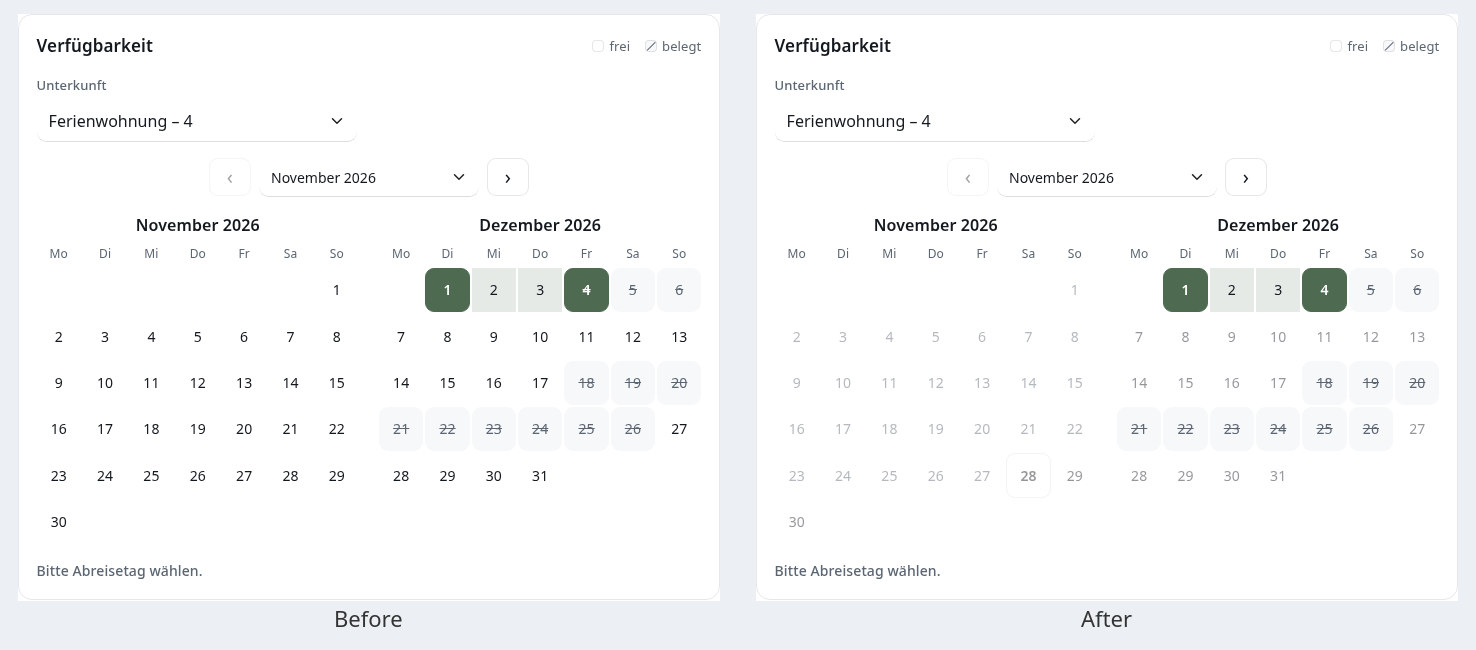 Verfügbarkeit frei belegt
Unterkunft
Ferienwohnung – 4
‹ November 2026 ›
November 2026 Dezember 2026
Mo Di Mi Do Fr Sa So Mo Di Mi Do Fr Sa So
1 1 2 3 4 5 6
2 3 4 5 6 7 8 7 8 9 10 11 12 13
9 10 11 12 13 14 15 14 15 16 17 18 19 20
16 17 18 19 20 21 22 21 22 23 24 25 26 27
23 24 25 26 27 28 29 28 29 30 31
30
Bitte Abreisetag wählen.
Before
Verfügbarkeit frei belegt
Unterkunft
Ferienwohnung – 4
‹ November 2026 ›
November 2026 Dezember 2026
Mo Di Mi Do Fr Sa So Mo Di Mi Do Fr Sa So
1 1 2 3 4 5 6
2 3 4 5 6 7 8 7 8 9 10 11 12 13
9 10 11 12 13 14 15 14 15 16 17 18 19 20
16 17 18 19 20 21 22 21 22 23 24 25 26 27
23 24 25 26 27 28 29 28 29 30 31
30
Bitte Abreisetag wählen.
After